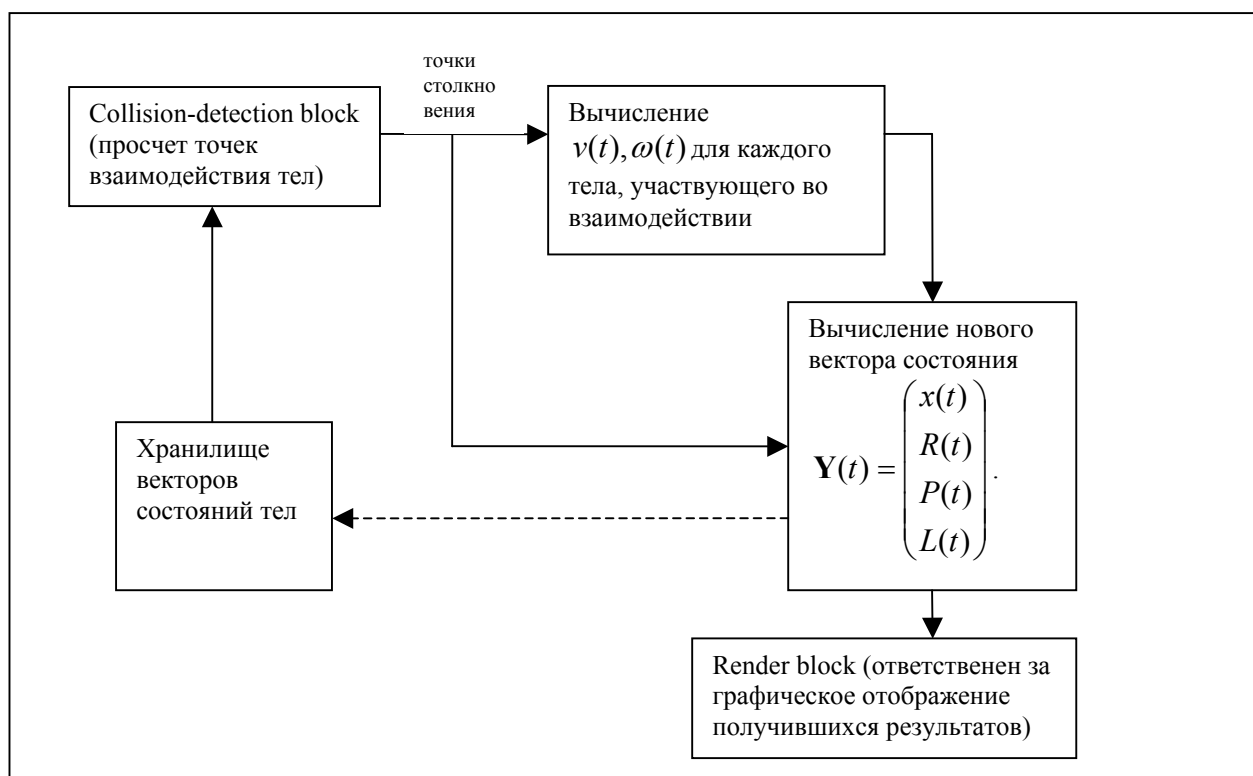 точки
столкно
вения
Collision-detection block
(просчет точек
взаимодействия тел)
Вычисление
v(t), ω(t) для каждого
тела, участвующего во
взаимодействии
Вычисление нового
вектора состояния
x(t)
R(t)
Y(t) =
P(t)
L(t)
.
Хранилище
векторов
состояний тел
Render block (ответственен за
графическое отображение
получившихся результатов)